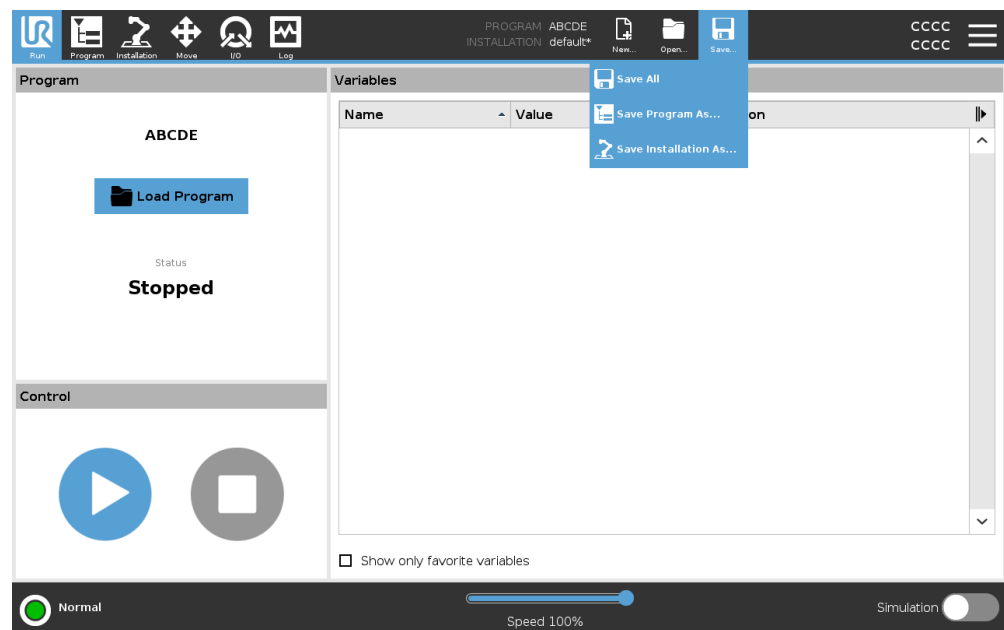 UR
PROGRAM ABCDE
INSTALLATION default*
CCCC
CCCC
Run Program Installation Move I/O Log New... Open... Save...
Program
Variables
Save All
Save Program As...
Save Installation As...
Name Value on
ABCDE
Load Program
Status
Stopped
Control
Show only favorite variables
Normal
Speed 100%
Simulation